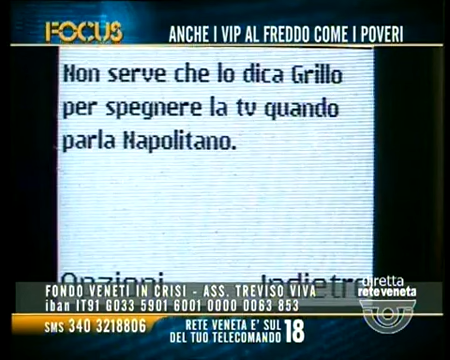 FOCUS
ANCHE I VIP AL FREDDO COME I POVERI
Non serve che lo dica Grillo
per spegnere la tv quando
parla Napolitano.
Opzioni Indietro
diretta
reteveneta
FONDO VENETI IN CRISI - ASS. TREVISO VIVA
iban IT91 G033 5901 6001 0000 0063 853
SMS 340 3218806
RETE VENETA E' SUL
DEL TUO TELECOMANDO 18